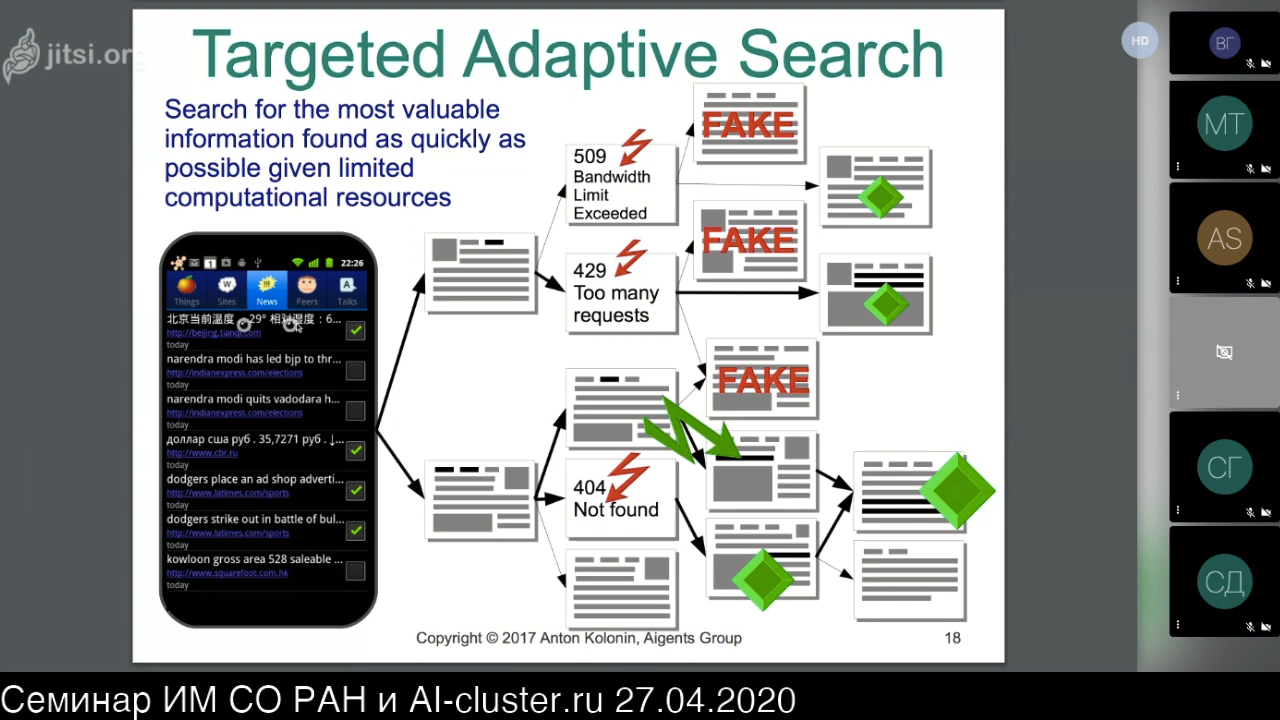 jitsi.org
Targeted Adaptive Search
Search for the most valuable
information found as quickly as
possible given limited
computational resources
509
Bandwidth
Limit
Exceeded
FAKE
429
Too many
requests
FAKE
FAKE
404
Not found
1
22:26
W
A
Things
Sites
News
Peers
Talks
北京当前温度 29° 相对湿度：6...
http://beijing.tianqi.com
today
narendra modi has led bjp to thr...
http://indianexpress.com/elections
today
narendra modi quits vadodara h...
http://indianexpress.com/elections
today
доллар сша руб . 35,7271 руб . ↓...
http://www.cbr.ru
today
dodgers place an ad shop adverti...
http://www.latimes.com/sports
today
dodgers strike out in battle of bul...
http://www.latimes.com/sports
today
kowloon gross area 528 saleable ...
http://www.squarefoot.com.hk
today
Copyright © 2017 Anton Kolonin, Aigents Group
18
HD
ВГ
МТ
AS
СГ
СД
Семинар ИМ СО РАН и AI-cluster.ru 27.04.2020